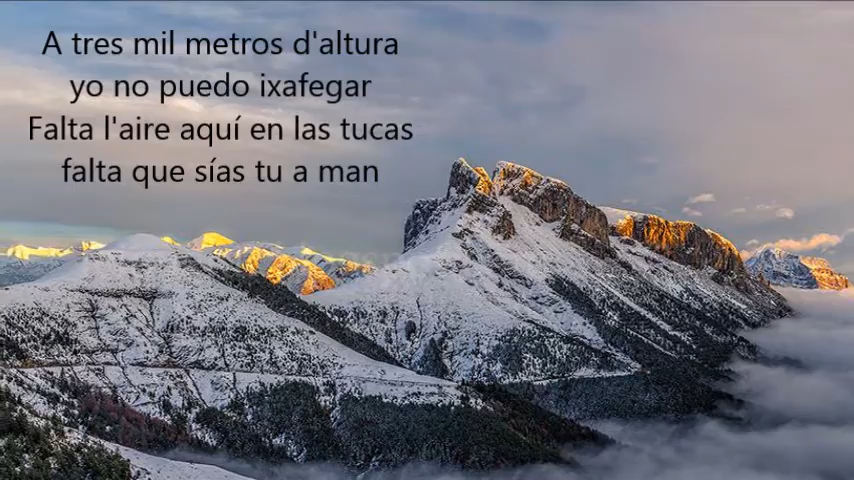 A tres mil metros d'altura
yo no puedo ixafegar
Falta l'aire aquí en las tucas
falta que sías tu a man